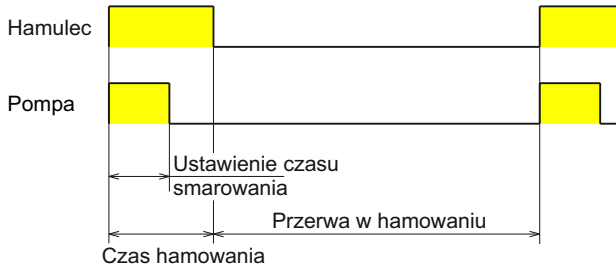 Hamulec
Pompa
Ustawienie czasu
smarowania
Przerwa w hamowaniu
Czas hamowania